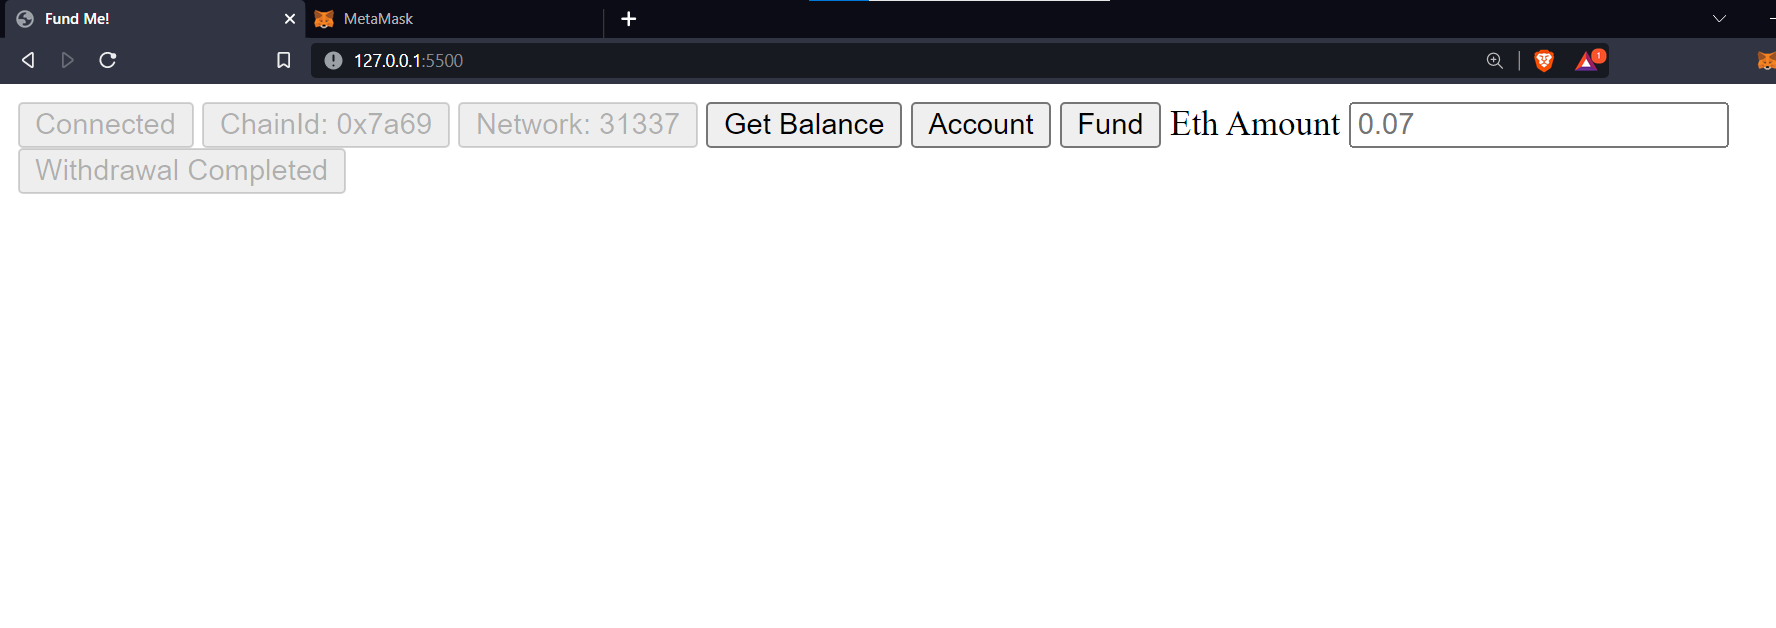 Fund Me! MetaMask
127.0.0.1:5500 1
Connected ChainId: 0x7a69 Network: 31337 Get Balance Account Fund Eth Amount 0.07
Withdrawal Completed